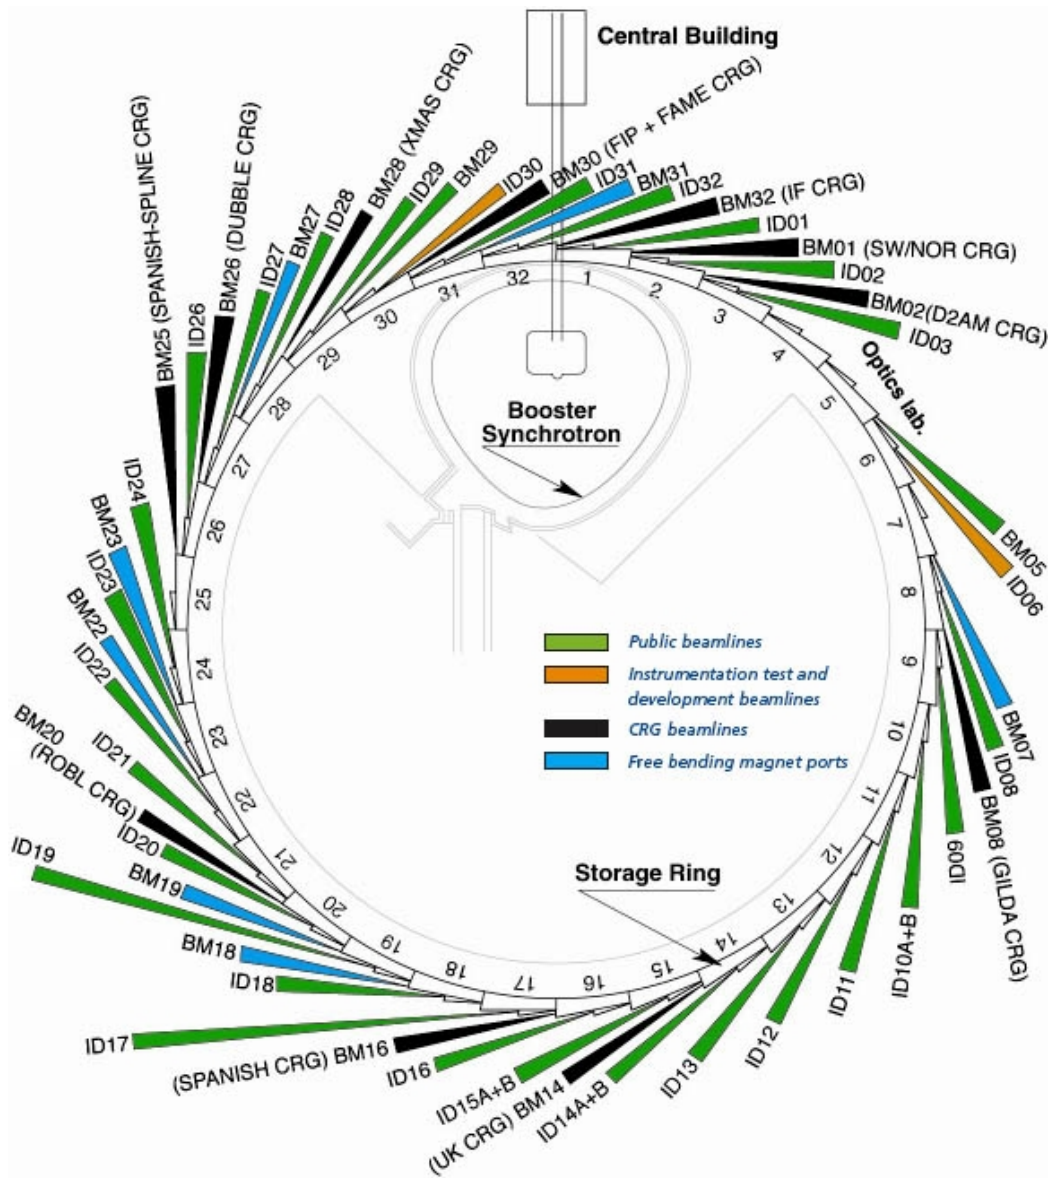 Central Building
BM25 (SPANISH-SPLINE CRG)
ID26
BM26 (DUBBLE CRG)
ID27
BM27
ID28
BM28 (XMAS CRG)
ID29
BM29
ID30
BM30 (FIP + FAME CRG)
ID31
BM31
ID32
BM32 (IF CRG)
ID01
BM01 (SW/NOR CRG)
ID02
BM02(D2AM CRG)
ID03
Optics lab.
BM05
ID06
BM07
ID08
BM08 (GILDA CRG)
ID09
ID10A+B
ID11
ID12
ID13
ID14A+B
(UK CRG) BM14
ID15A+B
ID16
(SPANISH CRG) BM16
ID17
ID18
BM18
BM19
ID19
ID20
BM20
(ROBL CRG)
ID21
ID22
BM22
ID23
BM23
ID24
1
2
3
4
5
6
7
8
9
10
11
12
13
14
15
16
17
18
19
20
21
22
23
24
25
26
27
28
29
30
31
32
Booster
Synchrotron
Public beamlines
Instrumentation test and
development beamlines
CRG beamlines
Free bending magnet ports
Storage Ring